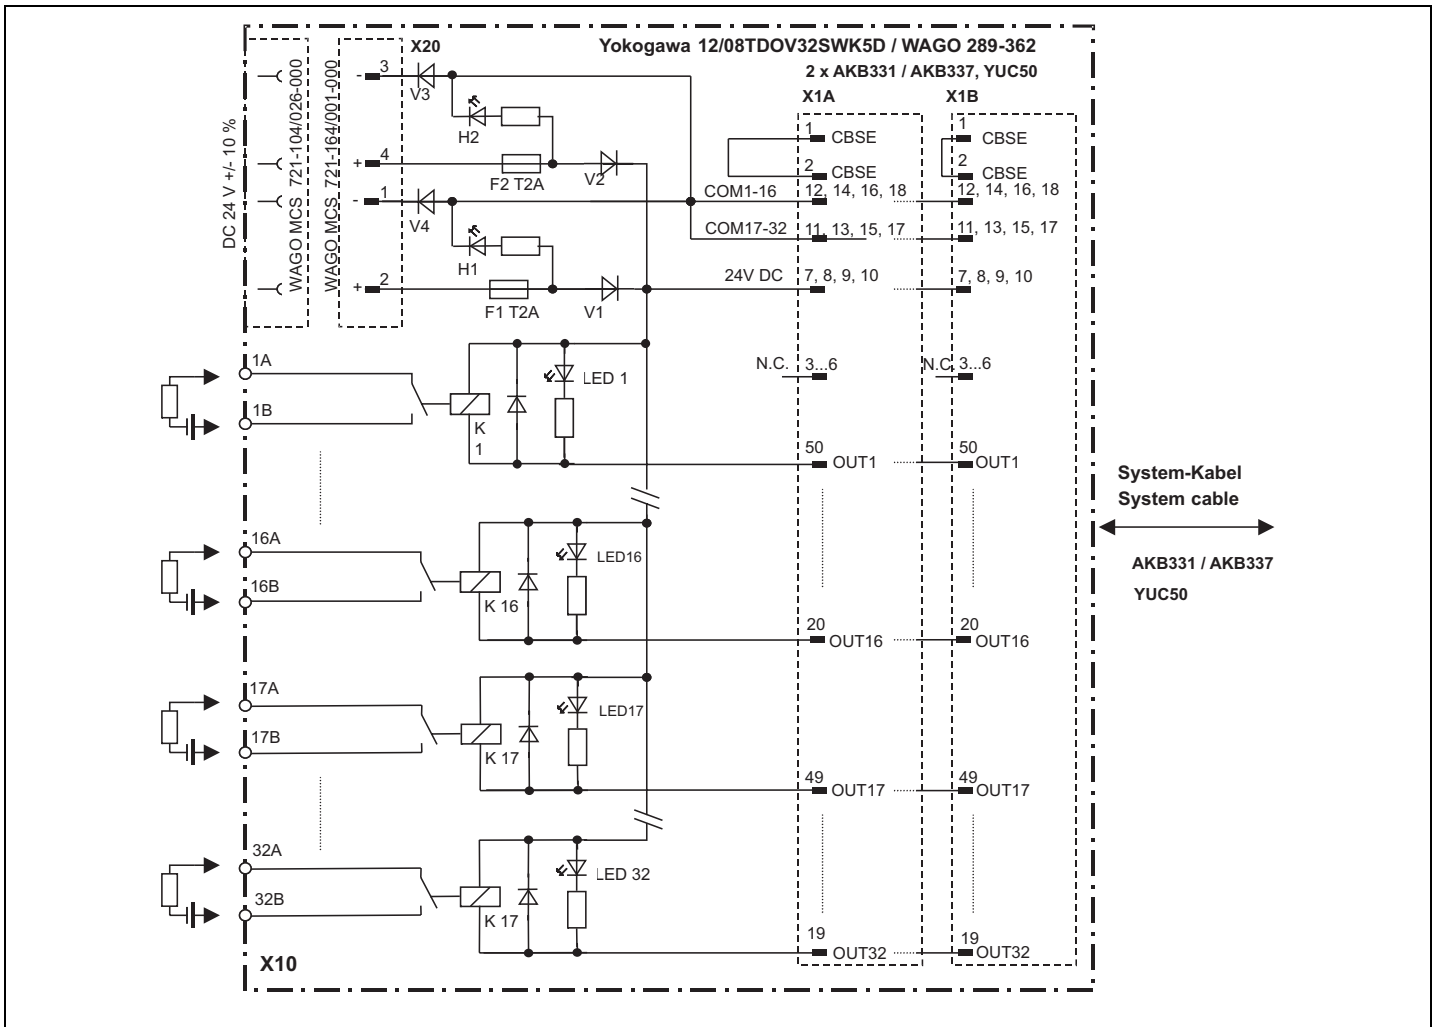 X20
Yokogawa 12/08TDOV32SWK5D / WAGO 289-362
2 x AKB331 / AKB337, YUC50
X1A
X1B
DC 24 V +/- 10 %
WAGO MCS 721-104/026-000
WAGO MCS 721-164/001-000
- 3
V3
H2
+ 4
F2 T2A
V2
- 1
V4
H1
+ 2
F1 T2A
V1
1 CBSE
1 CBSE
2 CBSE
2 CBSE
COM1-16
12, 14, 16, 18
12, 14, 16, 18
COM17-32
11, 13, 15, 17
11, 13, 15, 17
24V DC
7, 8, 9, 10
7, 8, 9, 10
N.C. 3...6
N.C. 3...6
1A
1B
K
1
LED 1
50
OUT1
50
OUT1
System-Kabel
System cable
AKB331 / AKB337
YUC50
16A
16B
K 16
LED16
20
OUT16
20
OUT16
17A
17B
K 17
LED17
49
OUT17
49
OUT17
32A
32B
K 17
LED 32
19
OUT32
19
OUT32
X10